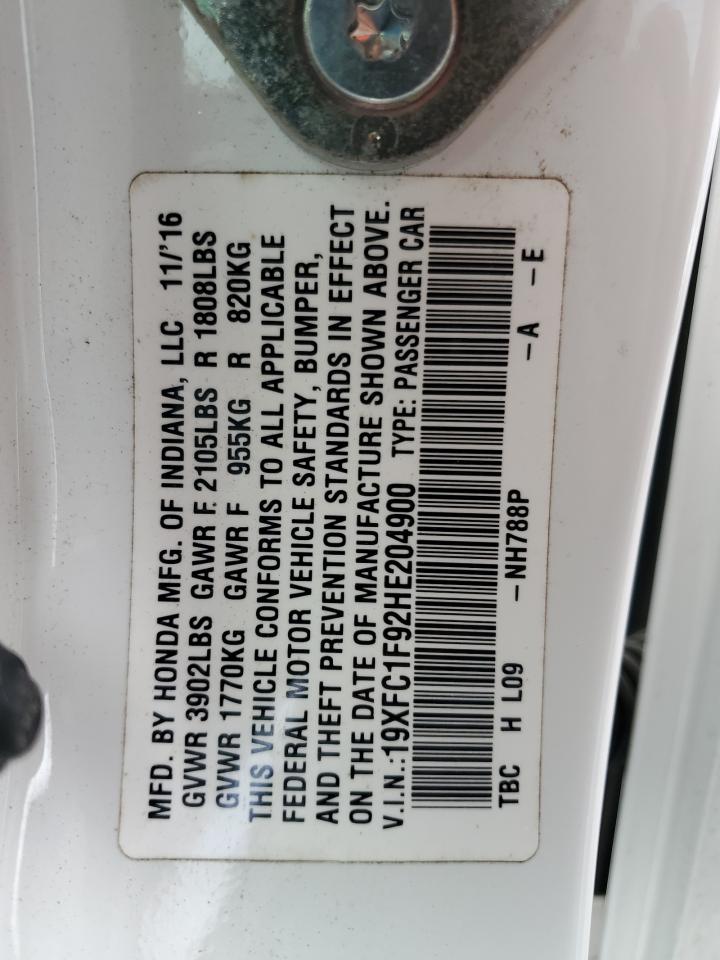 MFD. BY HONDA MFG. OF INDIANA, LLC 11/'16
GVWR 3902LBS GAWR F. 2105LBS R 1808LBS
GVWR 1770KG GAWR F 955KG R 820KG
THIS VEHICLE CONFORMS TO ALL APPLICABLE
FEDERAL MOTOR VEHICLE SAFETY, BUMPER,
AND THEFT PREVENTION STANDARDS IN EFFECT
ON THE DATE OF MANUFACTURE SHOWN ABOVE.
V.I.N.:19XFC1F92HE204900 TYPE: PASSENGER CAR
TBC H L09 -NH788P -A -E